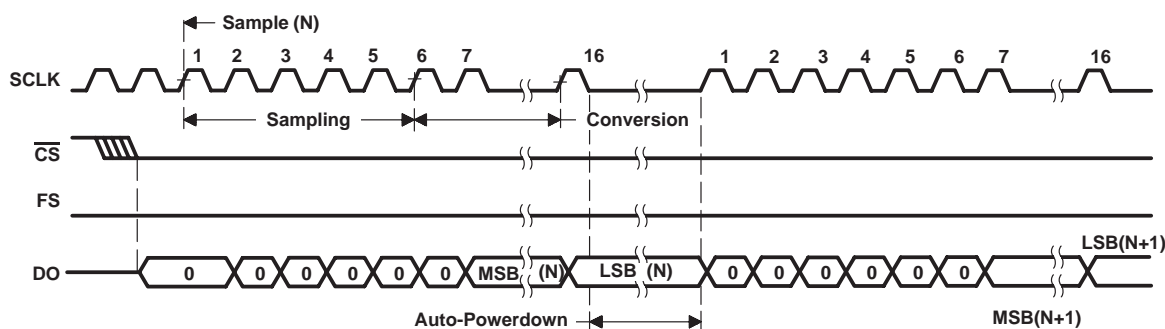 Sample (N)
1 2 3 4 5 6 7 16 1 2 3 4 5 6 7 16
SCLK
Sampling Conversion
CS
FS
LSB(N+1)
DO 0 0 0 0 0 0 MSB (N) LSB (N) 0 0 0 0 0 0
Auto-Powerdown MSB(N+1)